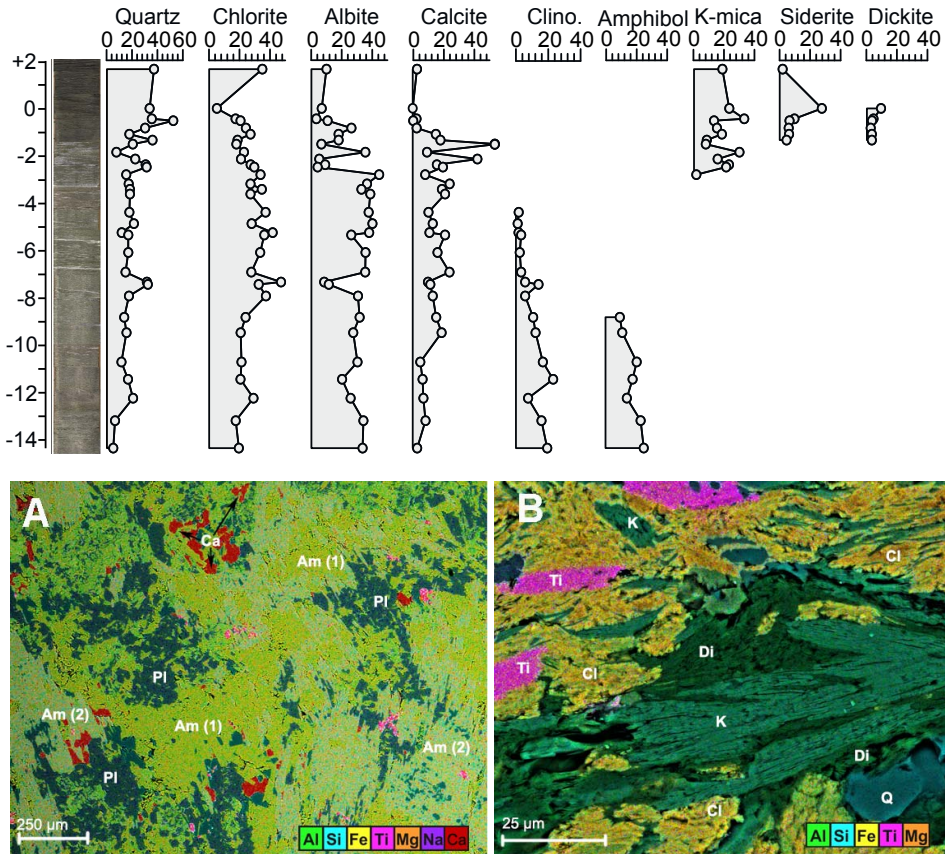 Quartz Chlorite Albite Calcite Clino. Amphibol K-mica Siderite Dickite
0 20 40 60 0 20 40 0 20 40 0 20 40 0 20 40 0 20 40 0 20 40 0 20 40 0 20 40
+2
0
-2
-4
-6
-8
-10
-12
-14
A
Ca
Am (1)
Pl
Pl
Am (2)
Am (1)
Am (2)
Pl
250 µm
Al Si Fe Ti Mg Na Ca
B
K
Cl
Ti
Di
Ti
Cl
K
Di
Q
Cl
25 µm
Al Si Fe Ti Mg